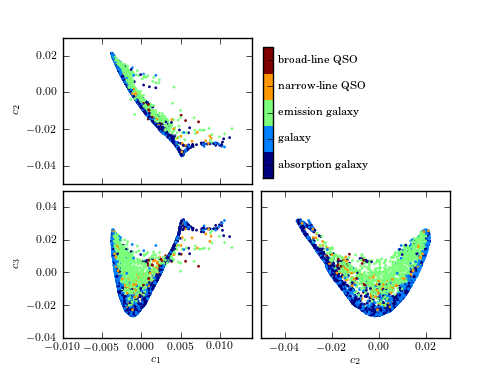 0.02
0.00
−0.02
−0.04
c2
broad-line QSO
narrow-line QSO
emission galaxy
galaxy
absorption galaxy
0.04
0.02
0.00
−0.02
−0.04
c3
−0.010 −0.005 0.000 0.005 0.010
c1
−0.04 −0.02 0.00 0.02
c2